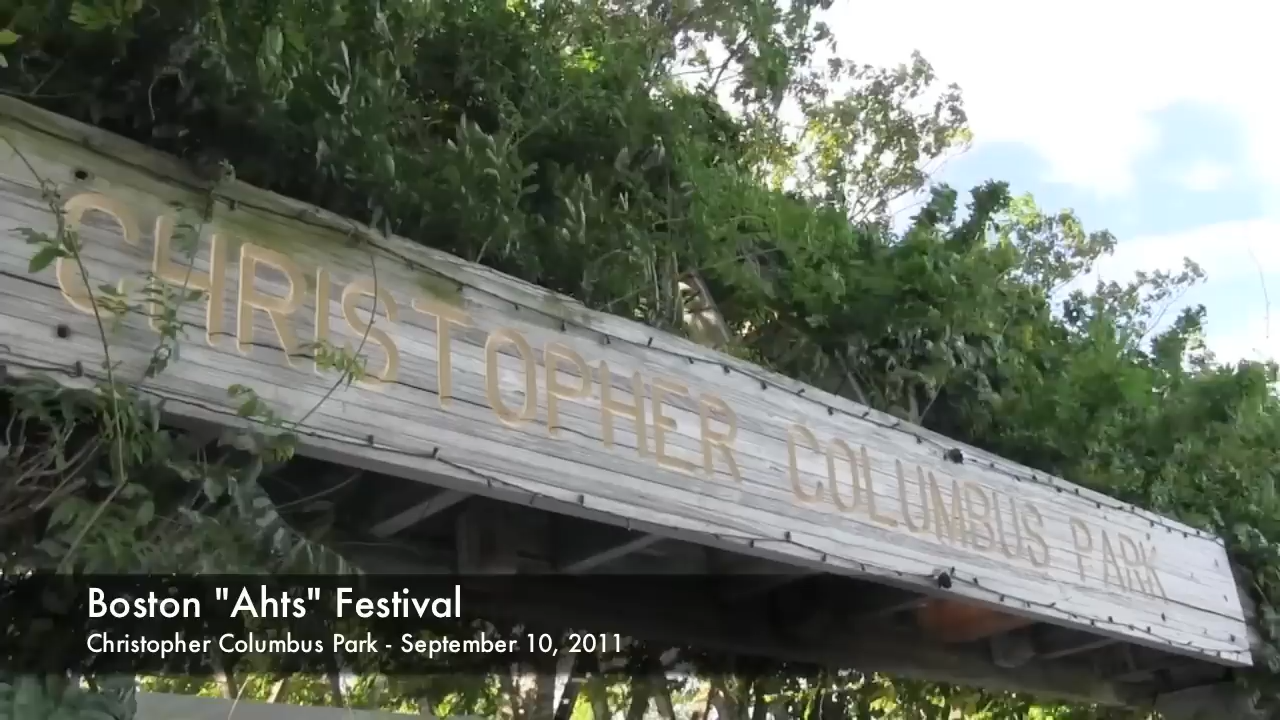 CHRISTOPHER COLUMBUS PARK
Boston "Ahts" Festival
Christopher Columbus Park - September 10, 2011